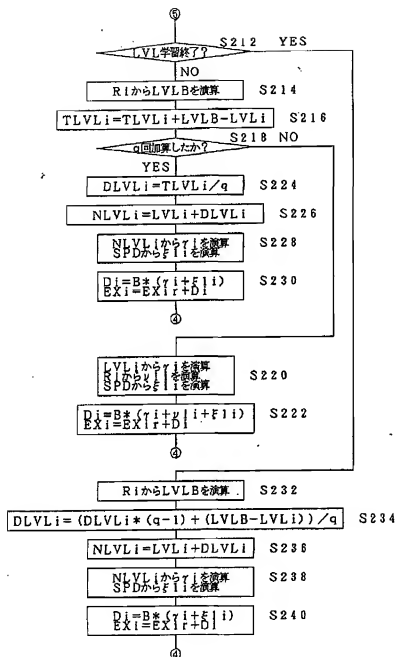 ⑤
S212 YES
LVL学習終了?
NO
RiからLVLBを演算 S214
TLVLi=TLVLi+LVLB-LVLi S216
S218 NO
q回加算したか?
YES
DLVLi=TLVLi/q S224
NLVLi=LVLi+DLVLi S226
NLVLiからγiを演算 S228
SPDからξ1iを演算
Di=B*(γi+ξ1i) S230
EXi=EXir+Di
④
LVLiからγiを演算 S220
Riからν1iを演算
SPDからξ1iを演算
Di=B*(γi+ν1i+ξ1i) S222
EXi=EXir+Di
④
RiからLVLBを演算 S232
DLVLi=(DLVLi*(q-1)+(LVLB-LVLi))/q S234
NLVLi=LVLi+DLVLi S236
NLVLiからγiを演算 S238
SPDからξ1iを演算
Di=B*(γi+ξ1i) S240
EXi=EXir+Di
④